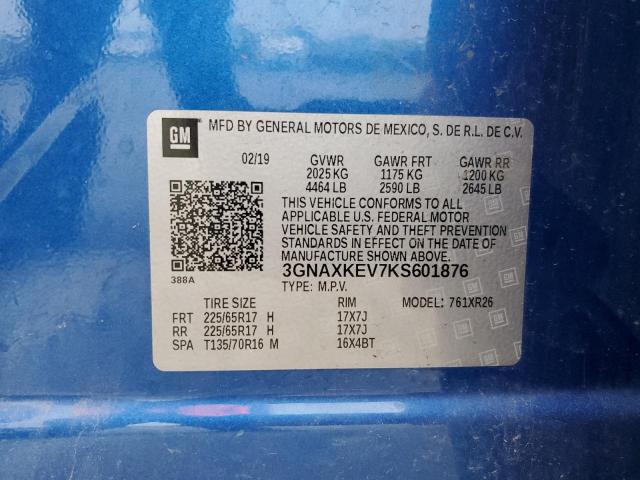 GM
MFD BY GENERAL MOTORS DE MEXICO, S. DE R.L. DE C.V.
02/19 GVWR GAWR FRT GAWR RR
2025 KG 1175 KG 1200 KG
4464 LB 2590 LB 2645 LB
THIS VEHICLE CONFORMS TO ALL
APPLICABLE U.S. FEDERAL MOTOR
VEHICLE SAFETY AND THEFT PREVENTION
STANDARDS IN EFFECT ON THE DATE OF
MANUFACTURE SHOWN ABOVE.
388A 3GNAXKEV7KS601876
TYPE: M.P.V. MODEL: 761XR26
TIRE SIZE RIM
FRT 225/65R17 H 17X7J
RR 225/65R17 H 17X7J
SPA T135/70R16 M 16X4BT